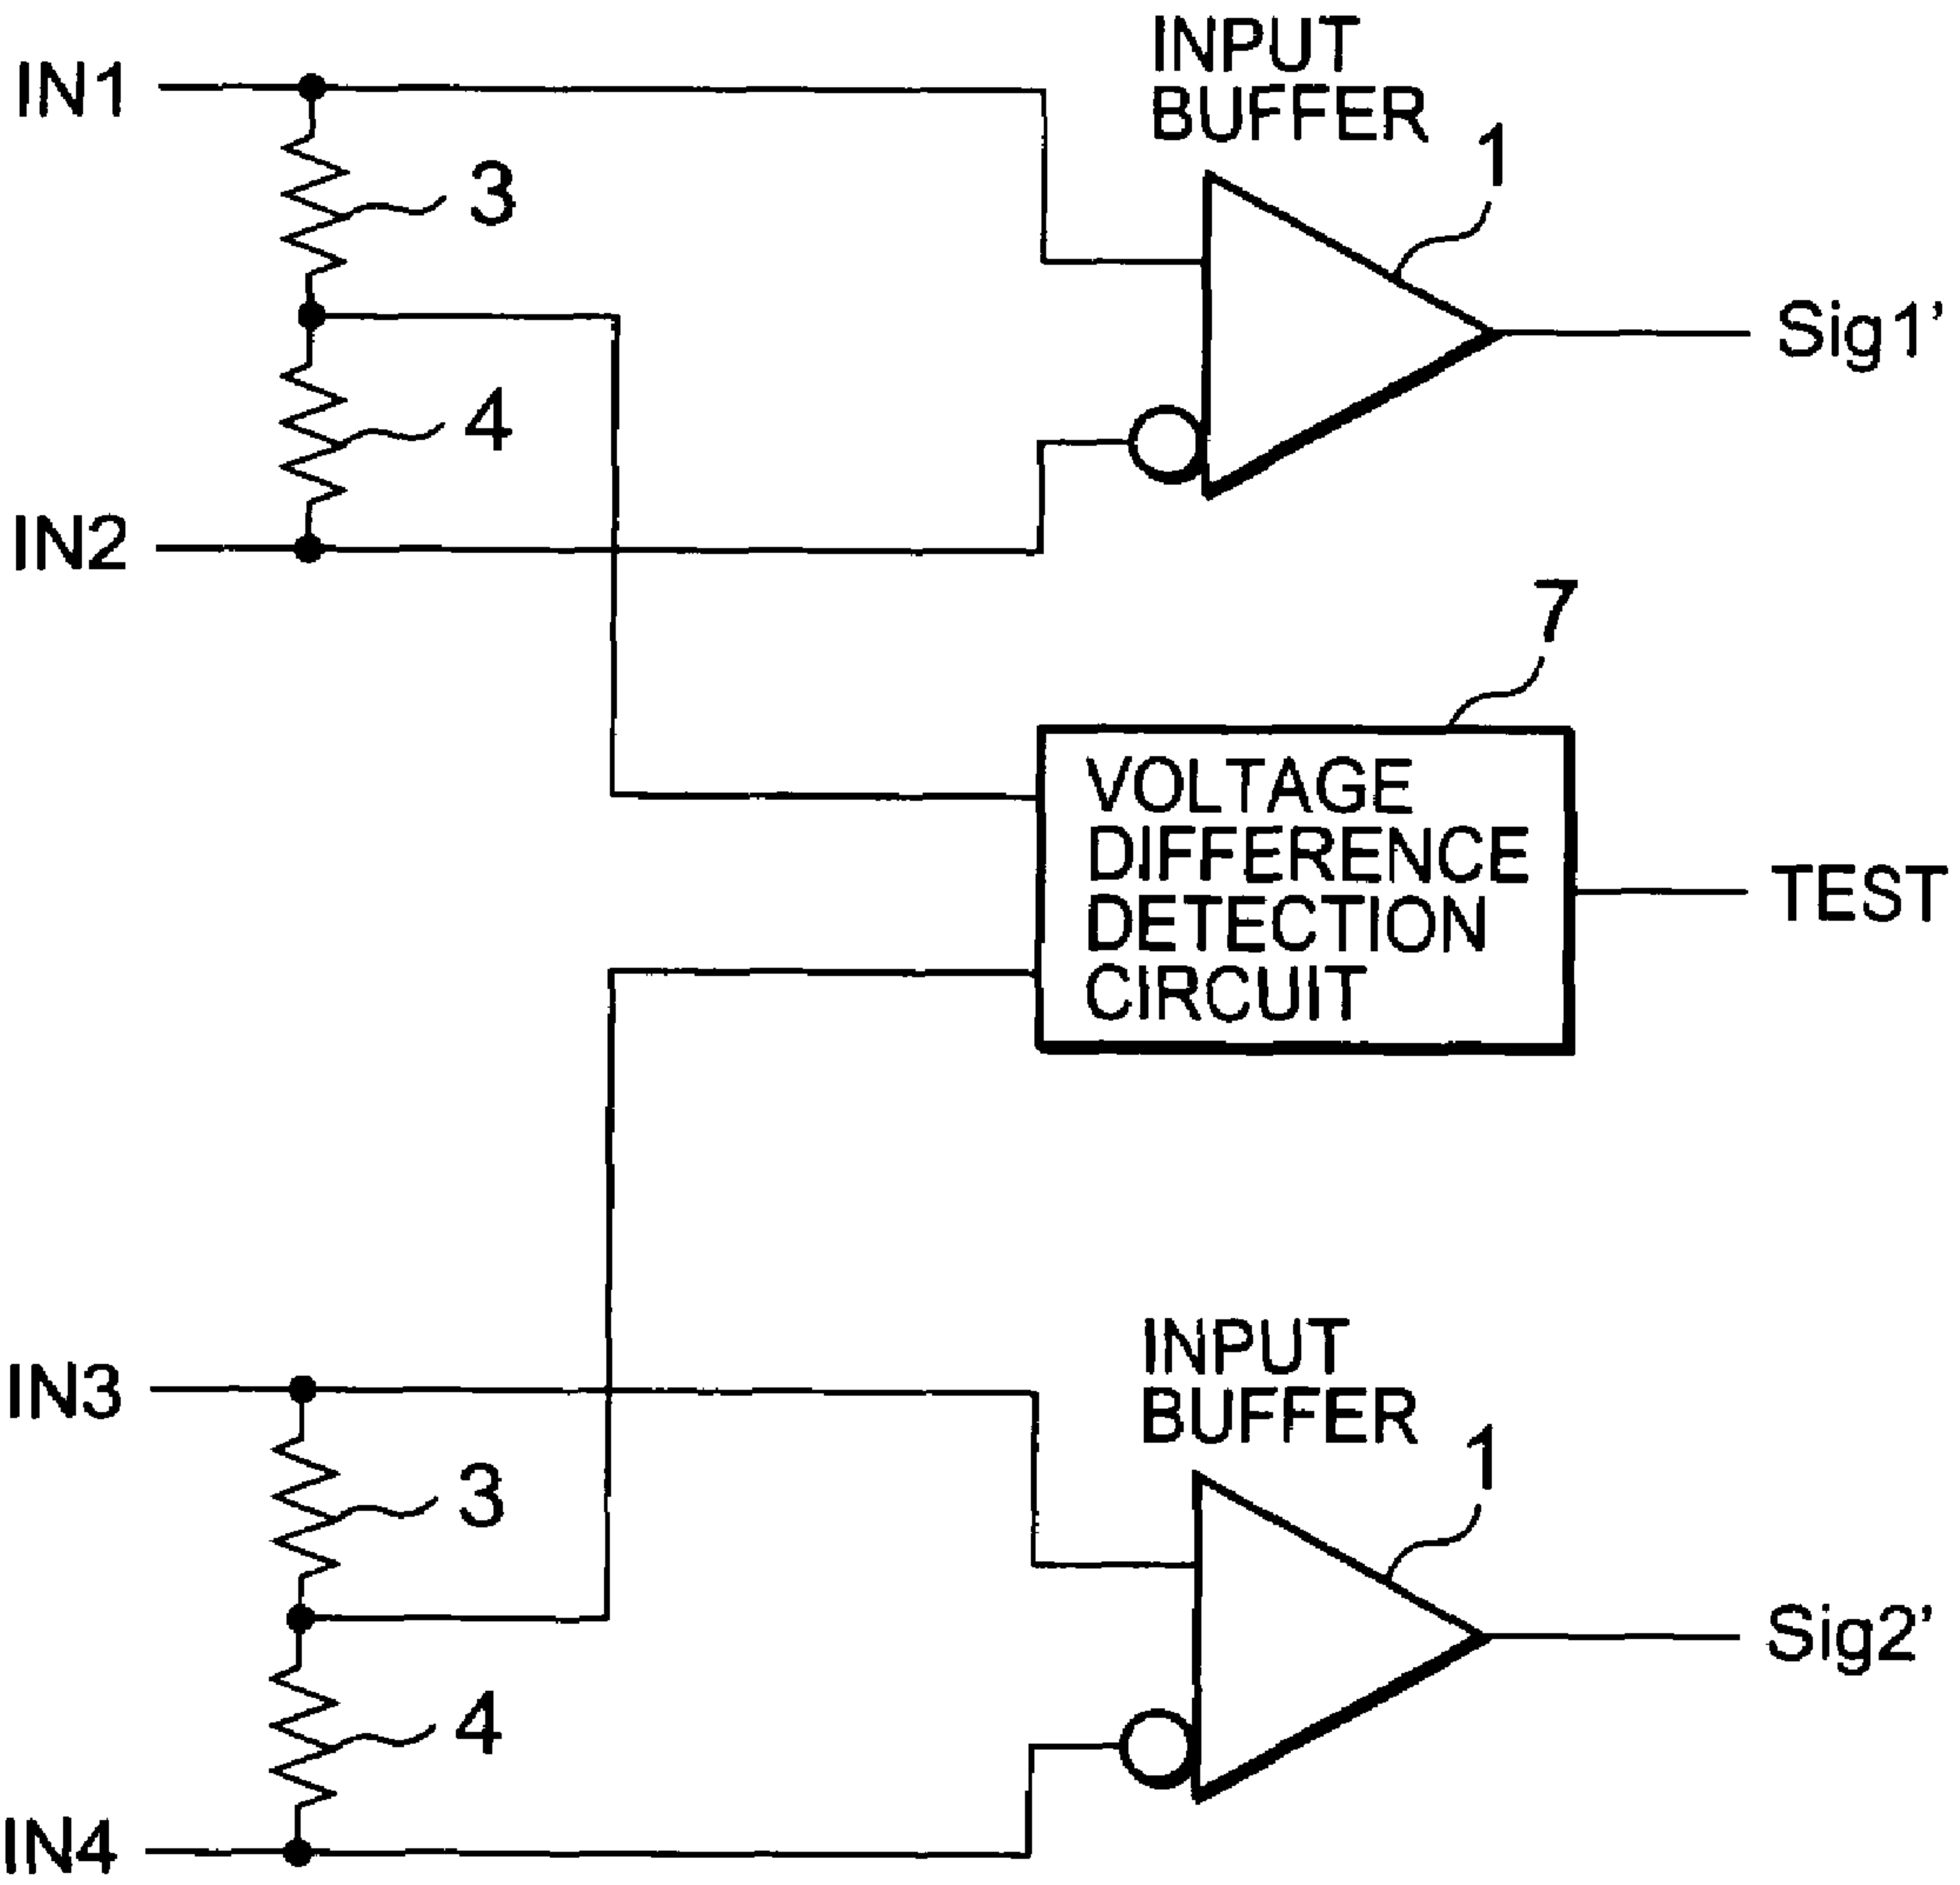 INPUT
BUFFER
IN1
1
3
Sig1'
4
IN2
7
VOLTAGE
DIFFERENCE
DETECTION
CIRCUIT
TEST
INPUT
BUFFER
IN3
1
3
Sig2'
4
IN4